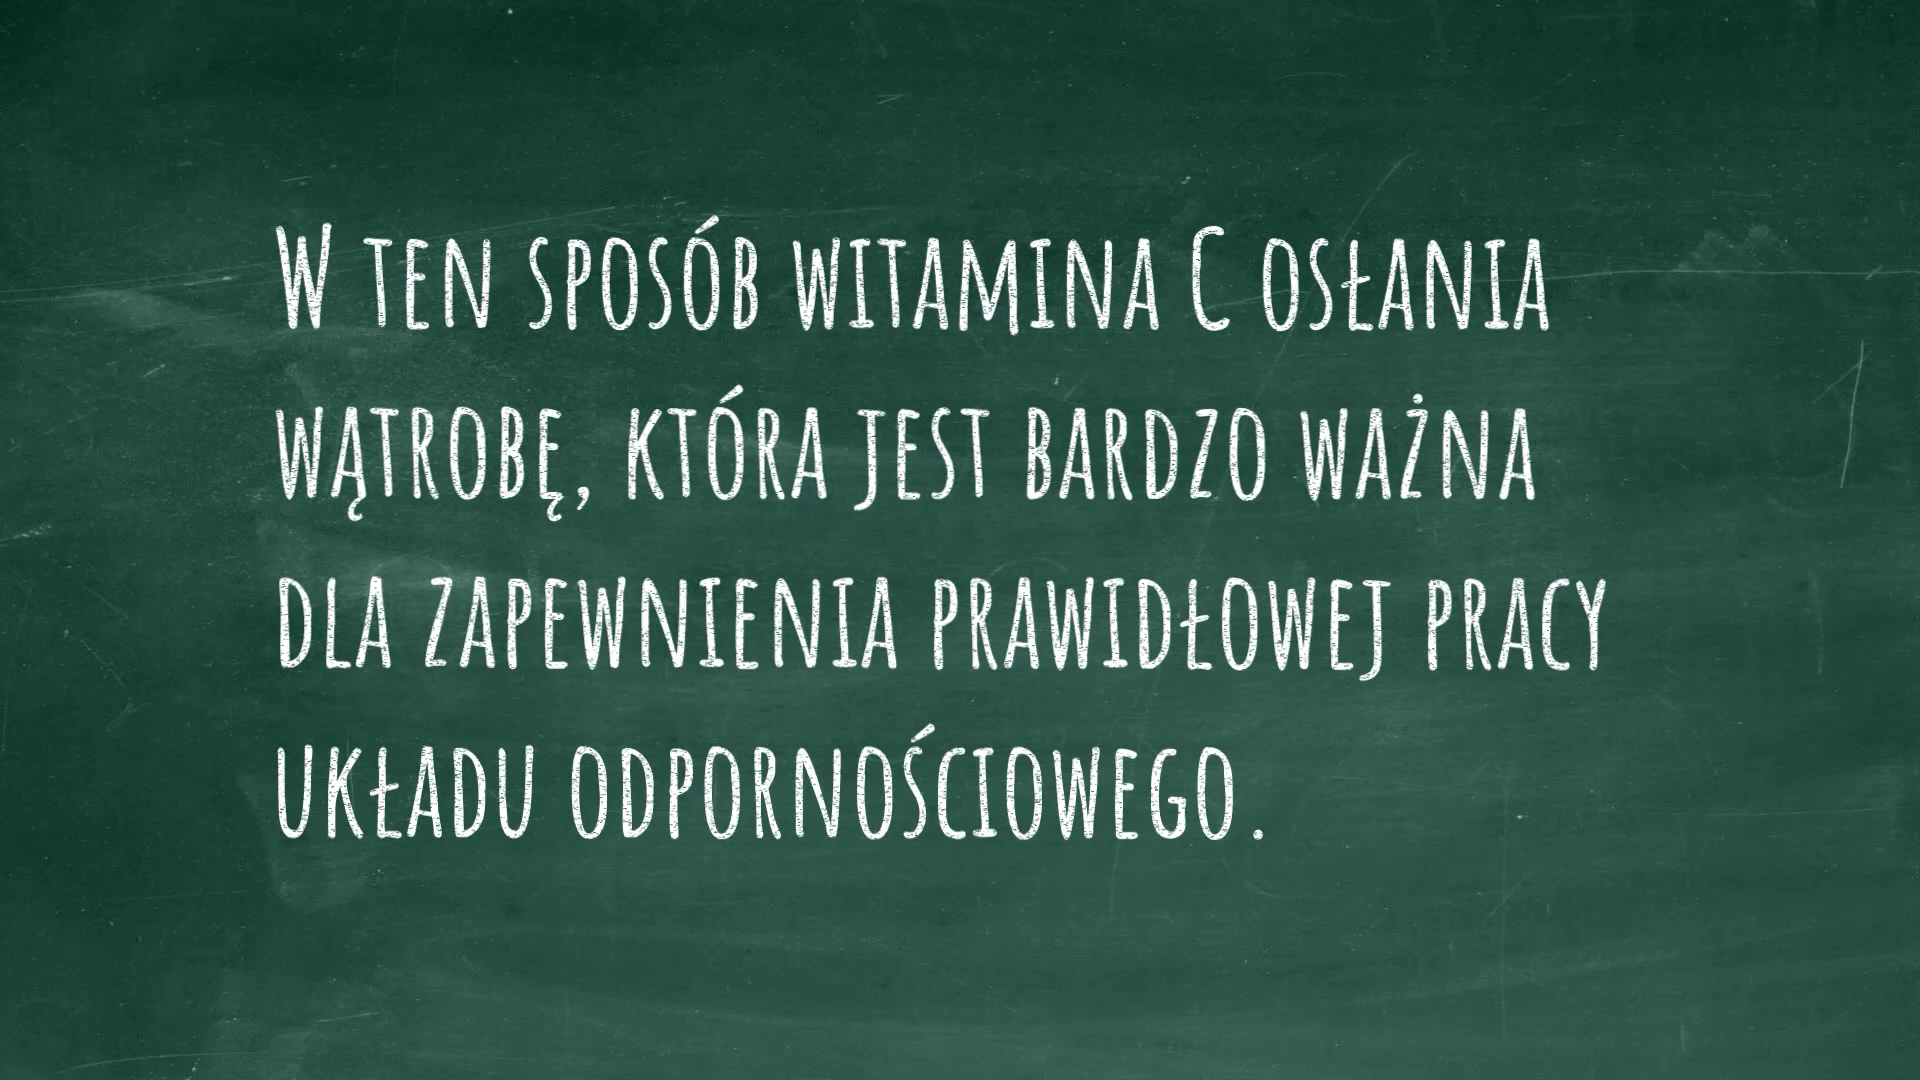 W ten sposób witamina C osłania
wątrobę, która jest bardzo ważna
dla zapewnienia prawidłowej pracy
układu odpornościowego.